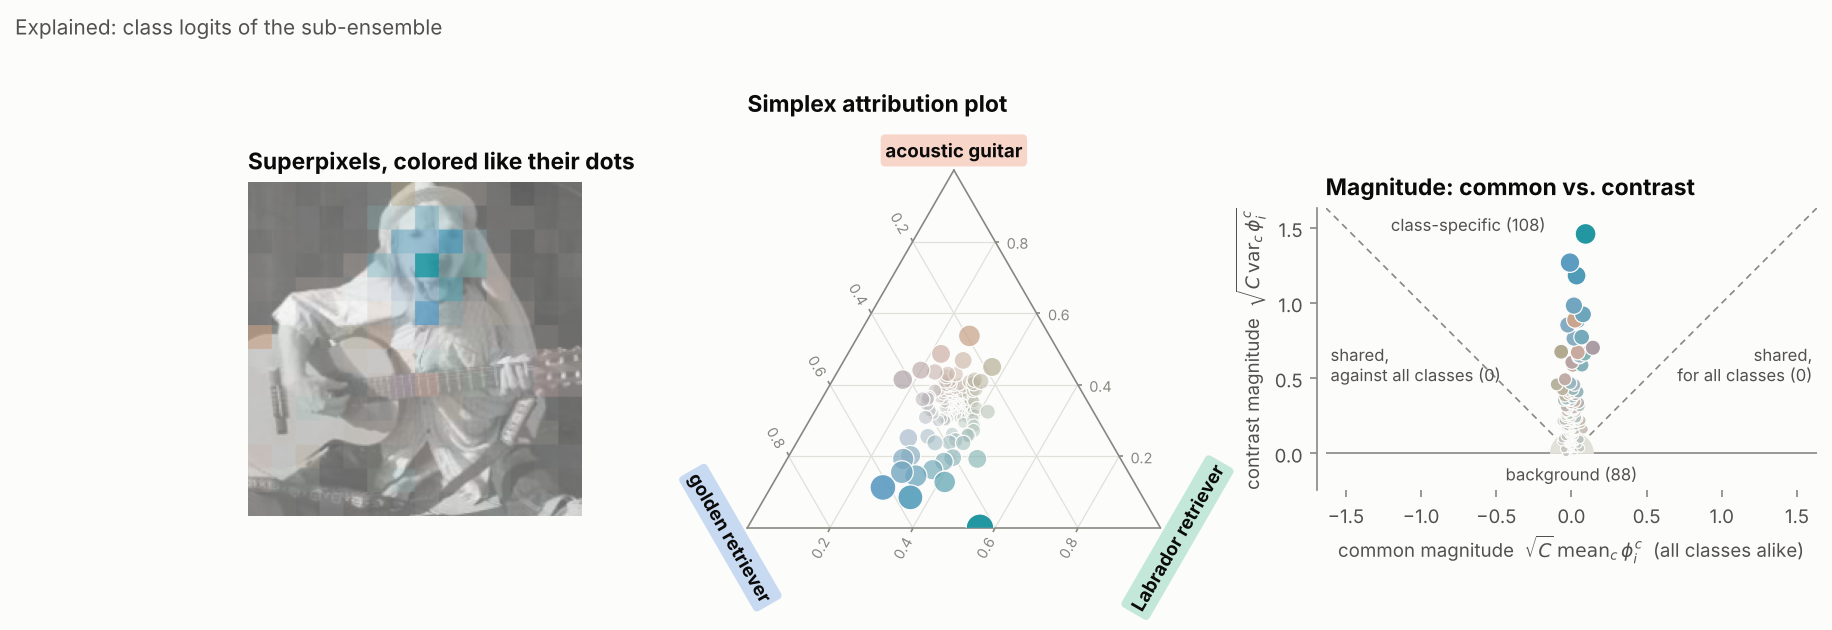 Explained: class logits of the sub-ensemble
Superpixels, colored like their dots
Simplex attribution plot
acoustic guitar
golden retriever
Labrador retriever
0.2
0.4
0.6
0.8
0.8
0.6
0.4
0.2
0.2
0.4
0.6
0.8
Magnitude: common vs. contrast
class-specific (108)
shared,
against all classes (0)
shared,
for all classes (0)
background (88)
contrast magnitude √C var_c ϕ_i^c
1.5
1.0
0.5
0.0
−1.5
−1.0
−0.5
0.0
0.5
1.0
1.5
common magnitude √C mean_c ϕ_i^c (all classes alike)